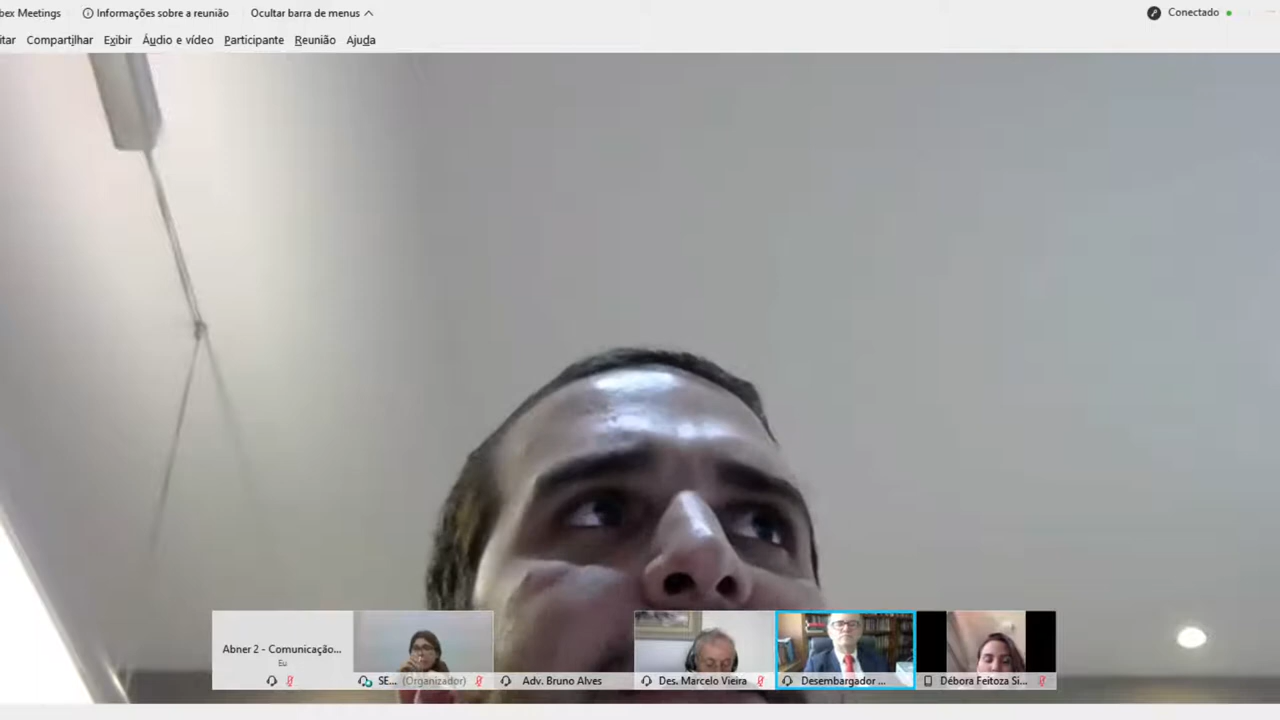 bex Meetings
Informações sobre a reunião
Ocultar barra de menus
Conectado
itar
Compartilhar
Exibir
Áudio e vídeo
Participante
Reunião
Ajuda
Abner 2 - Comunicação...
Eu
SE... (Organizador)
Adv. Bruno Alves
Des. Marcelo Vieira
Desembargador ...
Débora Feitoza Si...